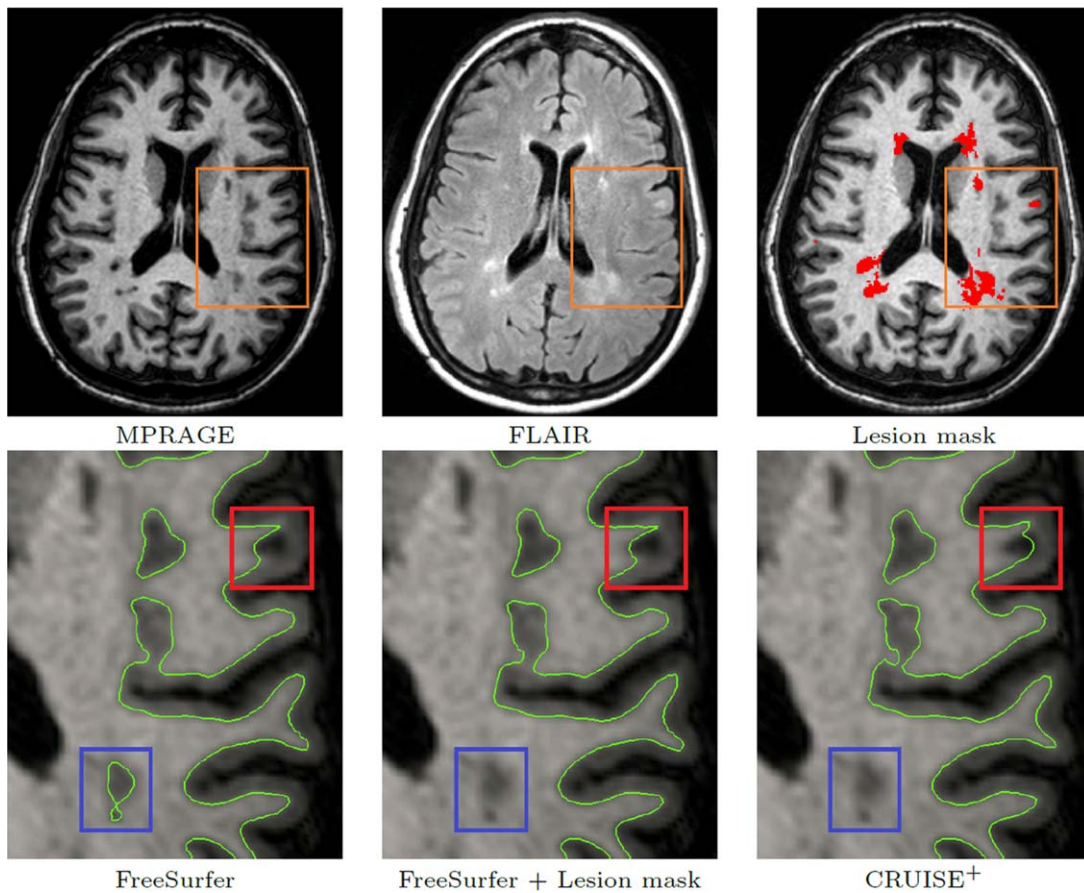 MPRAGE
FLAIR
Lesion mask
FreeSurfer
FreeSurfer + Lesion mask
CRUISE⁺